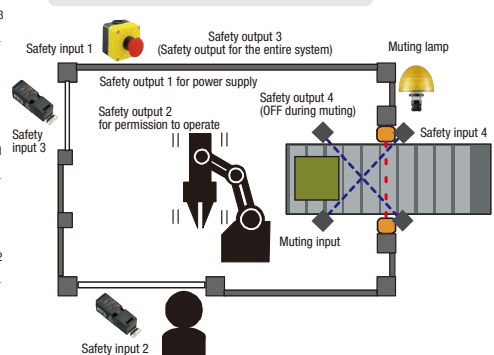 Safety input 1
Safety output 3
(Safety output for the entire system)
Muting lamp
Safety output 1 for power supply
Safety output 2
for permission to operate
Safety output 4
(OFF during muting)
Safety input 4
Safety
input 3
Muting input
Safety input 2